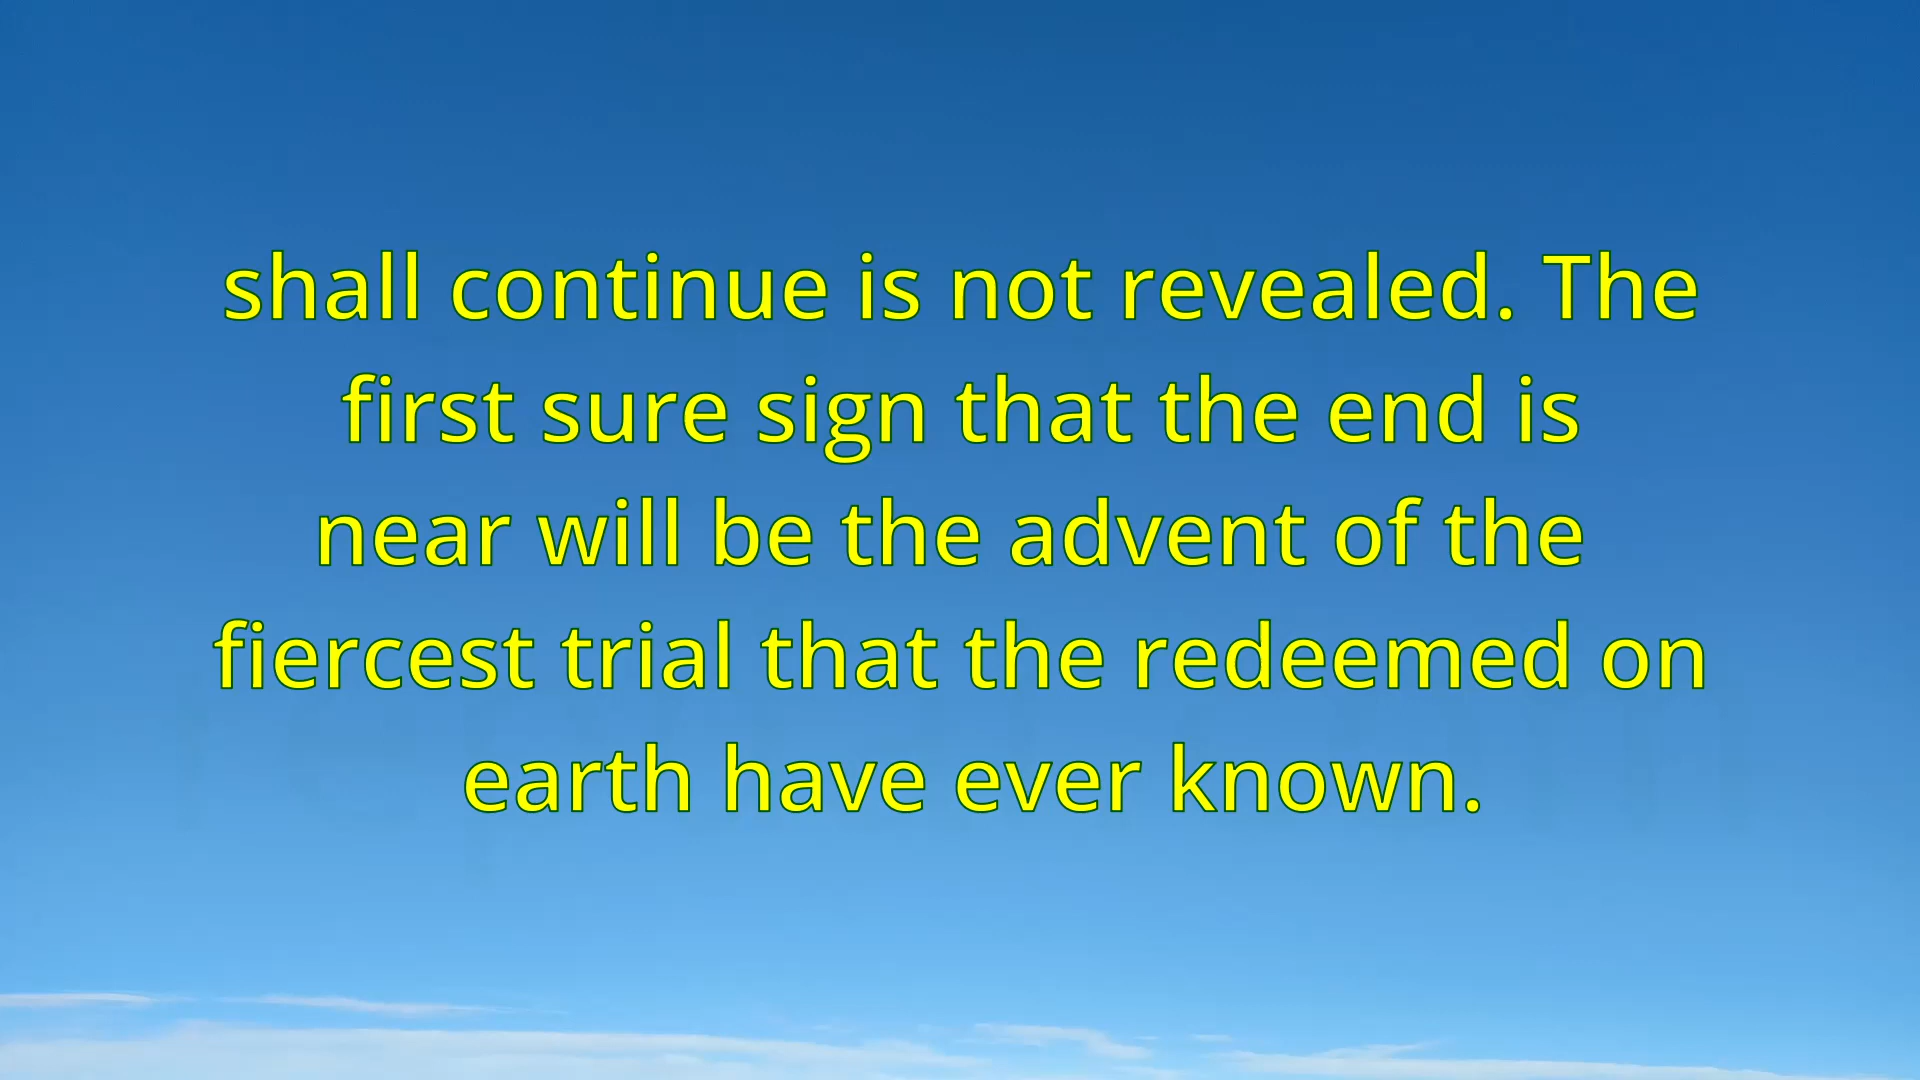 shall continue is not revealed. The
first sure sign that the end is
near will be the advent of the
fiercest trial that the redeemed on
earth have ever known.